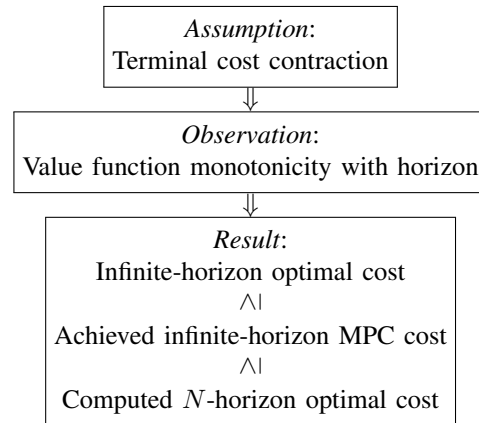 Assumption:
Terminal cost contraction
⇓
Observation:
Value function monotonicity with horizon
⇓
Result:
Infinite-horizon optimal cost
≤
Achieved infinite-horizon MPC cost
≤
Computed N-horizon optimal cost